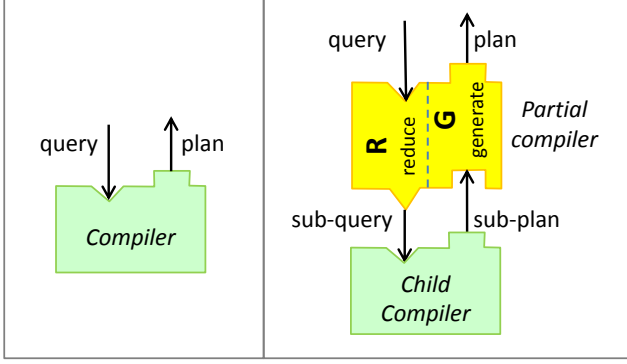 query
plan
Compiler
query
plan
R
reduce
G
generate
Partial
compiler
sub-query
sub-plan
Child
Compiler